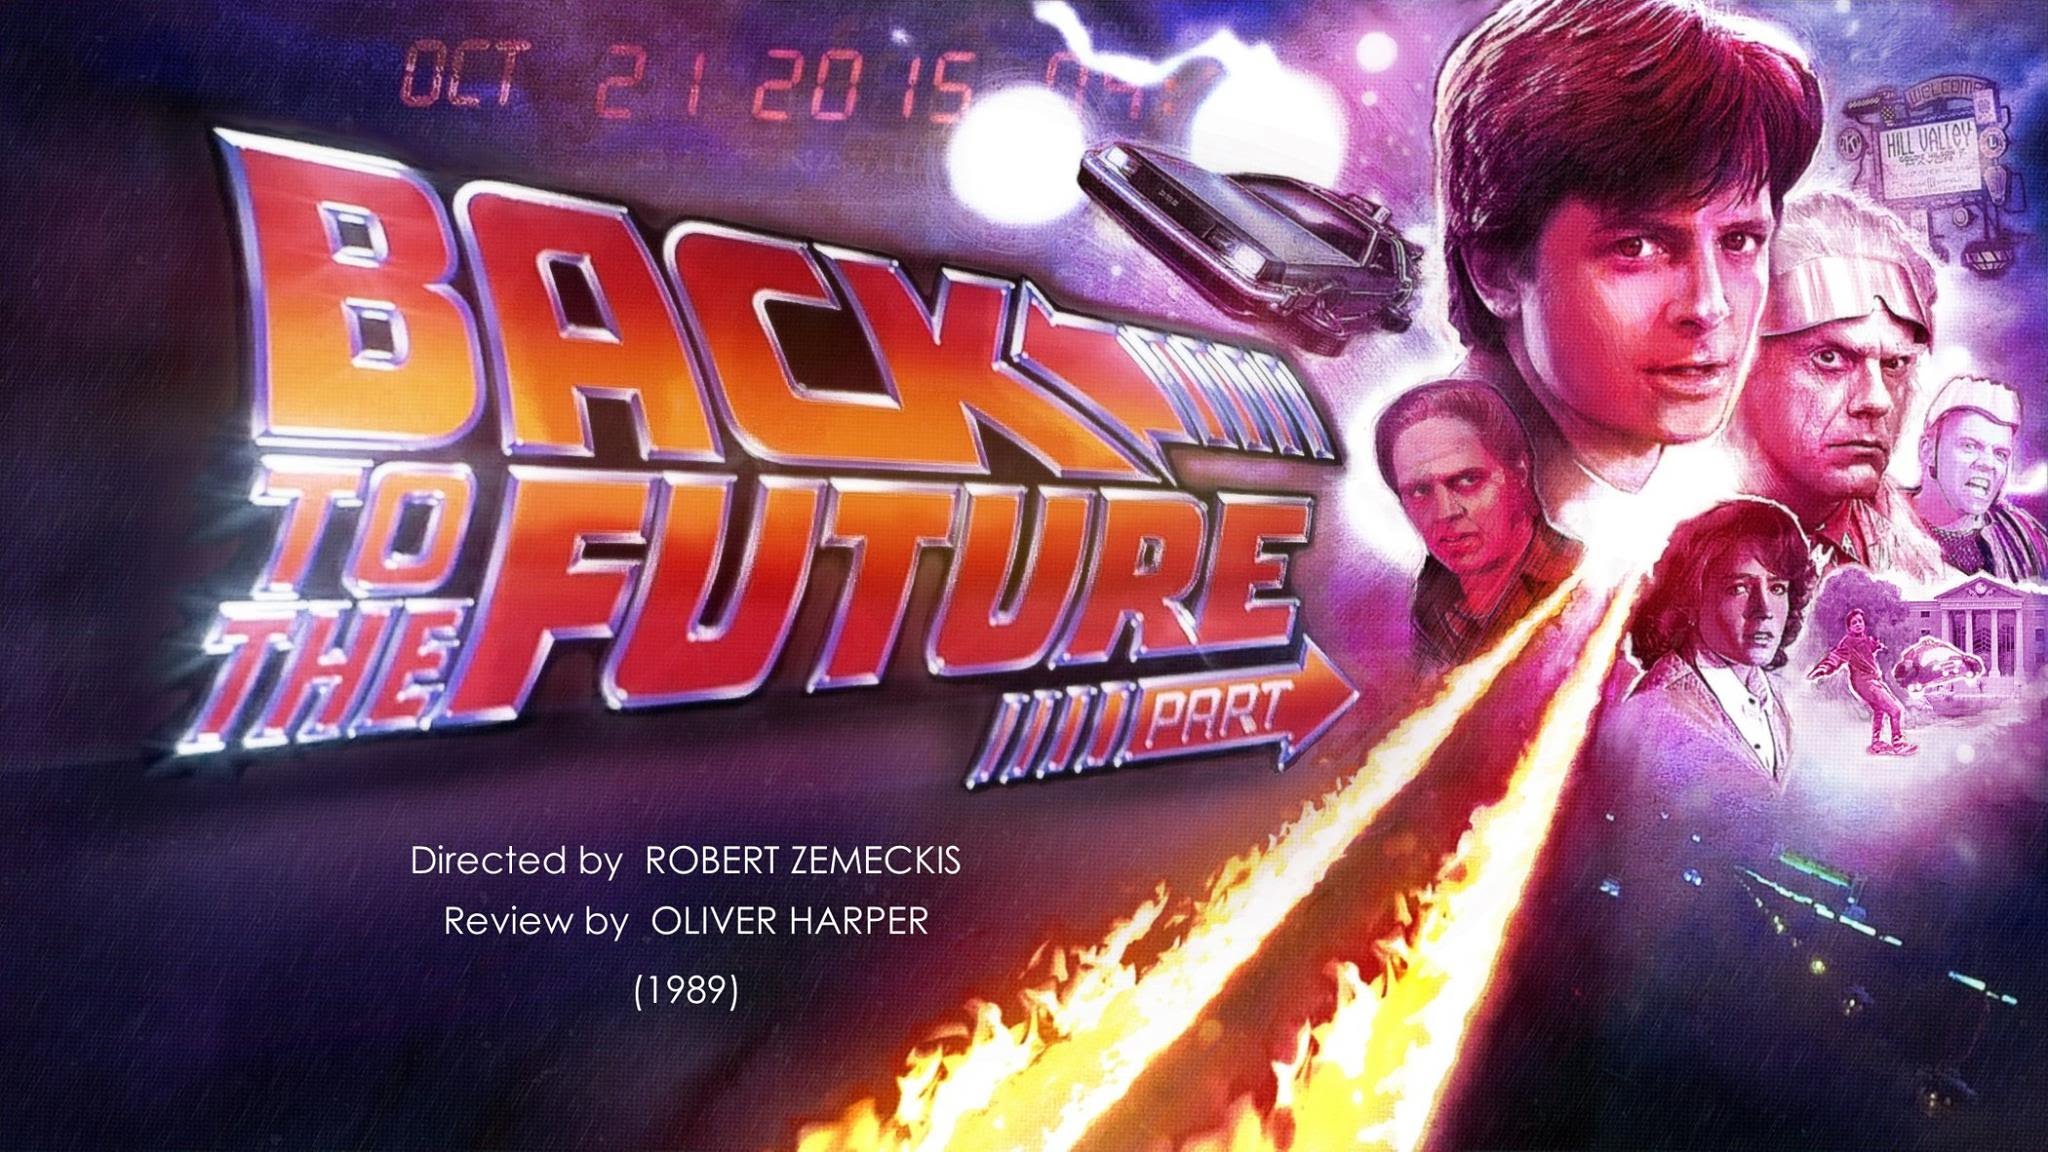 OCT 21 2015
BACK
TO
THE
FUTURE
PART
WELCOME
HILL VALLEY
Directed by ROBERT ZEMECKIS
Review by OLIVER HARPER
(1989)